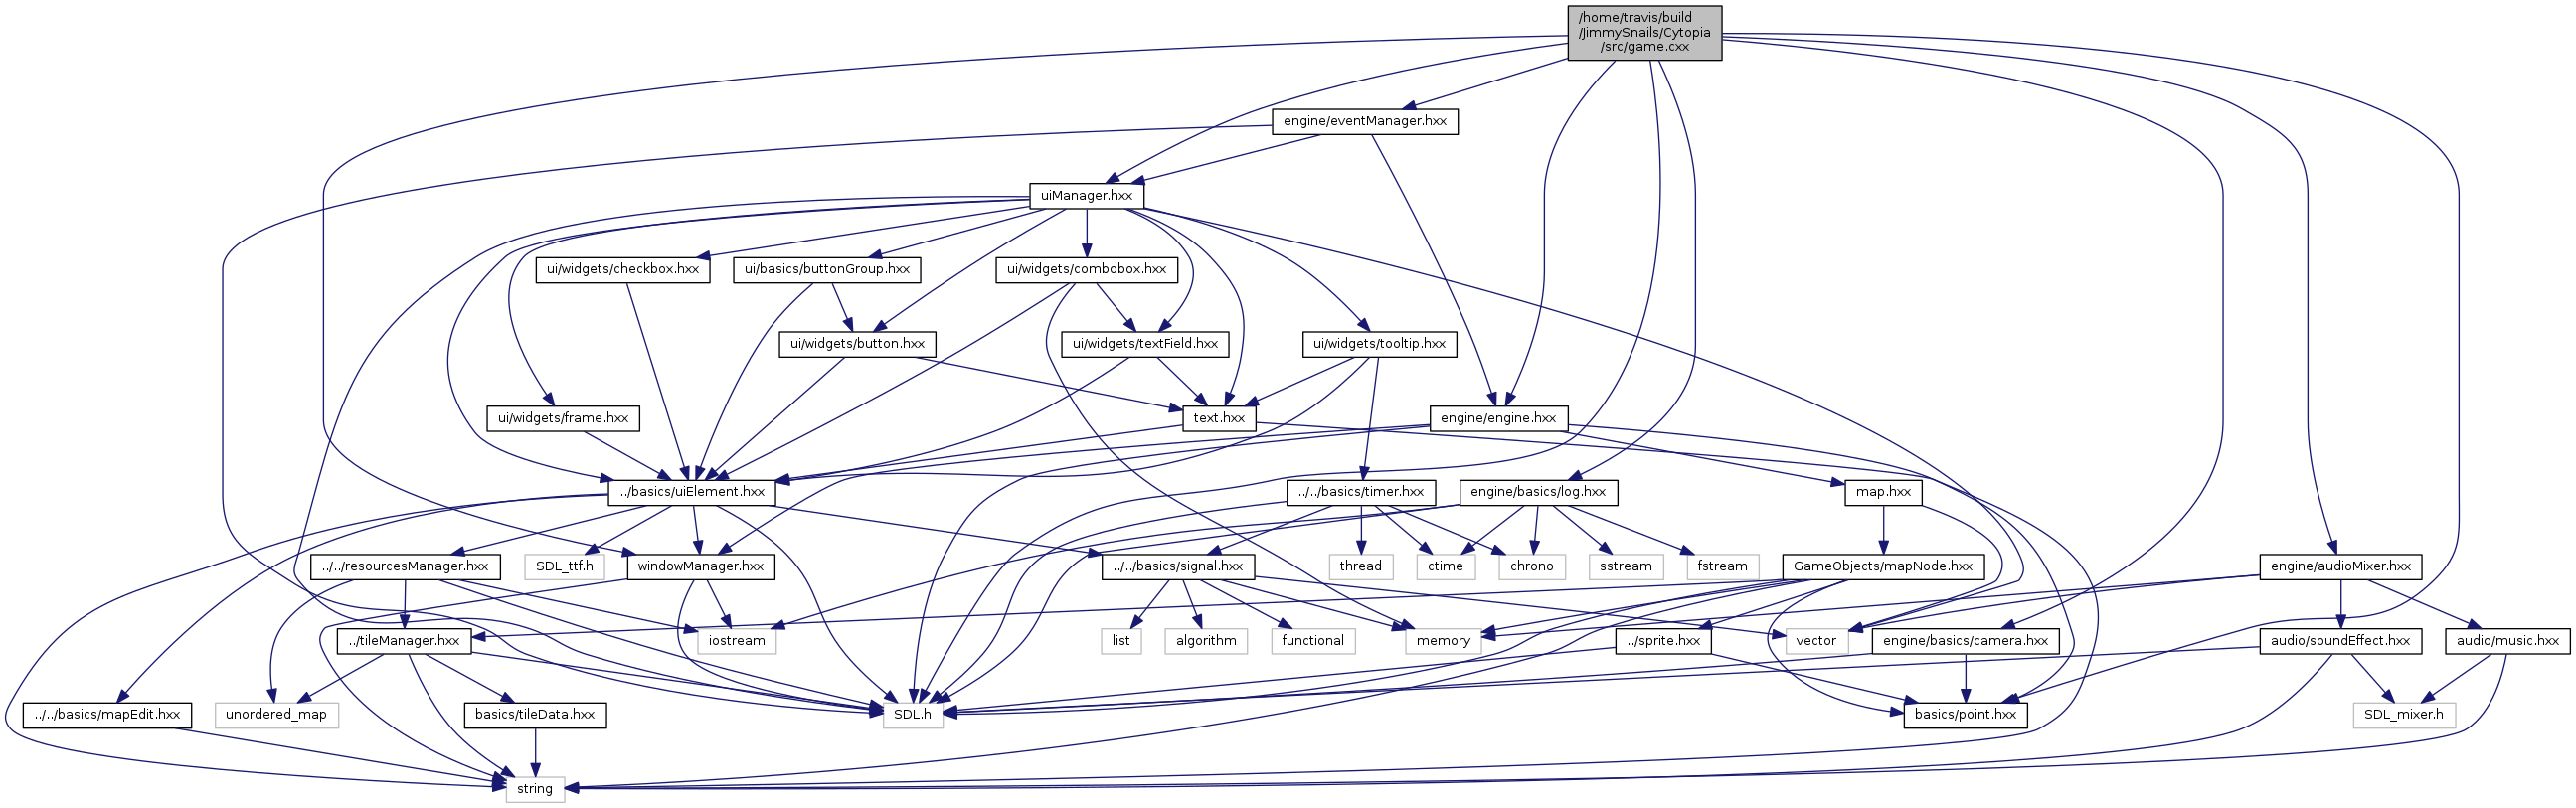 /home/travis/build
/JimmySnails/Cytopia
/src/game.cxx
engine/eventManager.hxx
uiManager.hxx
ui/widgets/checkbox.hxx
ui/basics/buttonGroup.hxx
ui/widgets/combobox.hxx
ui/widgets/button.hxx
ui/widgets/textField.hxx
ui/widgets/tooltip.hxx
ui/widgets/frame.hxx
text.hxx
engine/engine.hxx
../basics/uiElement.hxx
../../basics/timer.hxx
engine/basics/log.hxx
map.hxx
../../resourcesManager.hxx
SDL_ttf.h
windowManager.hxx
../../basics/signal.hxx
thread
ctime
chrono
sstream
fstream
GameObjects/mapNode.hxx
engine/audioMixer.hxx
../tileManager.hxx
iostream
list
algorithm
functional
memory
../sprite.hxx
vector
engine/basics/camera.hxx
audio/soundEffect.hxx
audio/music.hxx
../../basics/mapEdit.hxx
unordered_map
basics/tileData.hxx
SDL.h
basics/point.hxx
SDL_mixer.h
string